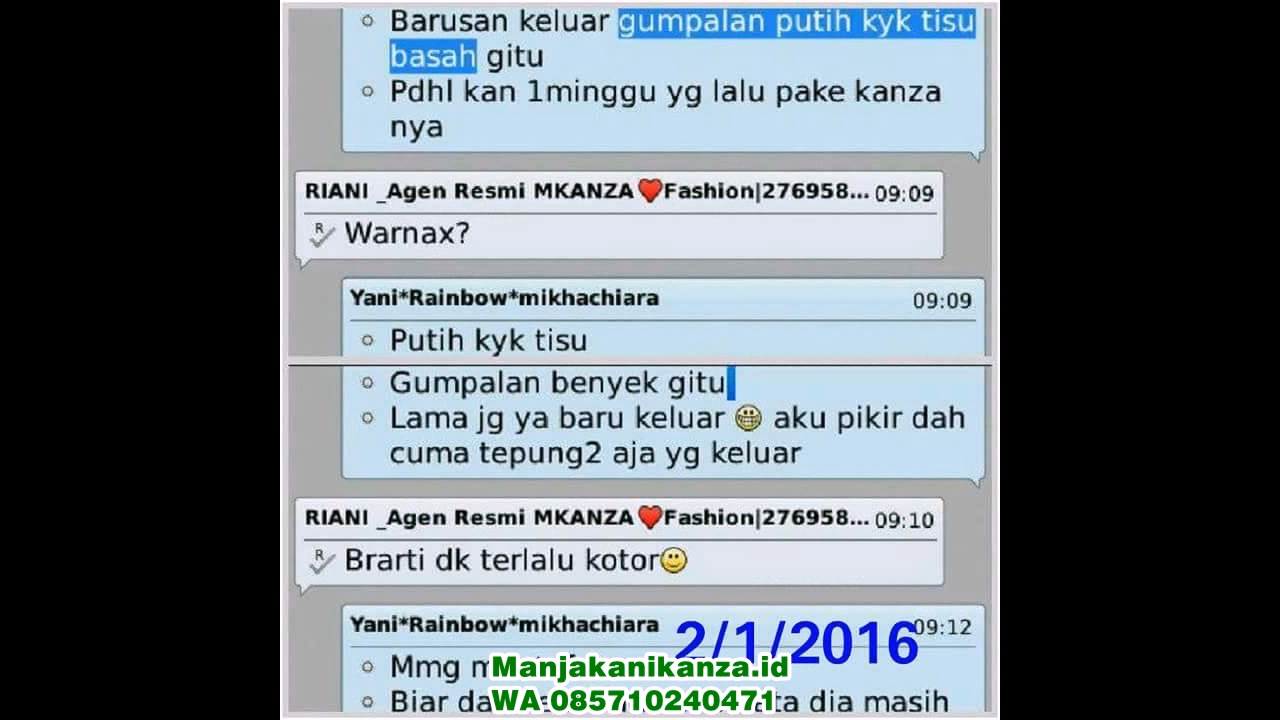 Barusan keluar gumpalan putih kyk tisu
basah gitu
Pdhl kan 1minggu yg lalu pake kanza
nya
RIANI _Agen Resmi MKANZA❤Fashion|276958... 09:09
R Warnax?
Yani*Rainbow*mikhachiara 09:09
Putih kyk tisu
Gumpalan benyek gitu
Lama jg ya baru keluar 😁 aku pikir dah
cuma tepung2 aja yg keluar
RIANI _Agen Resmi MKANZA❤Fashion|276958... 09:10
R Brarti dk terlalu kotor🙂
Yani*Rainbow*mikhachiara 09:12
2/1/2016
Mmg
Manjakanikanza.id
Biar dia masih
WA:085710240471